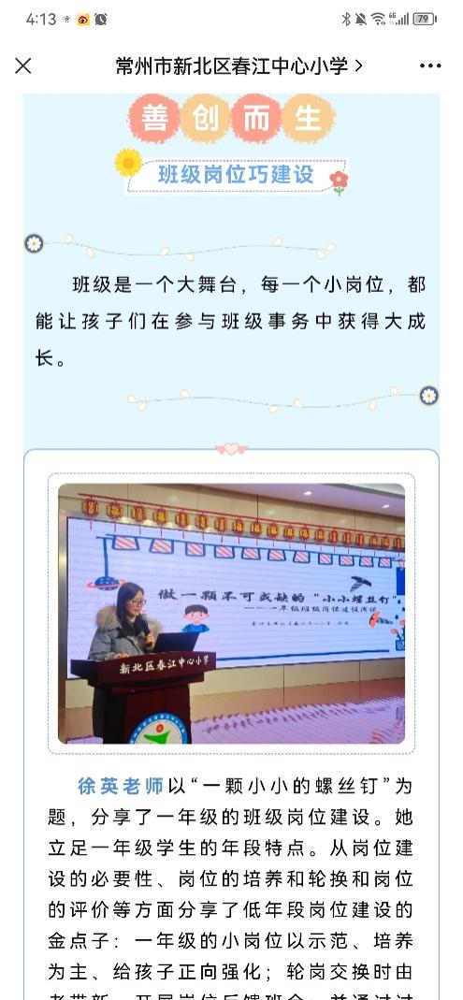 4:13
79
常州市新北区春江中心小学
善创而生
班级岗位巧建设
班级是一个大舞台，每一个小岗位，都
能让孩子们在参与班级事务中获得大成
长。
做一颗不可或缺的“小小螺丝钉”
——一年级班级岗位建设浅谈
新北区春江中心小学
徐英老师以“一颗小小的螺丝钉”为
题，分享了一年级的班级岗位建设。她
立足一年级学生的年段特点。从岗位建
设的必要性、岗位的培养和轮换和岗位
的评价等方面分享了低年段岗位建设的
金点子：一年级的小岗位以示范、培养
为主、给孩子正向强化；轮岗交换时由